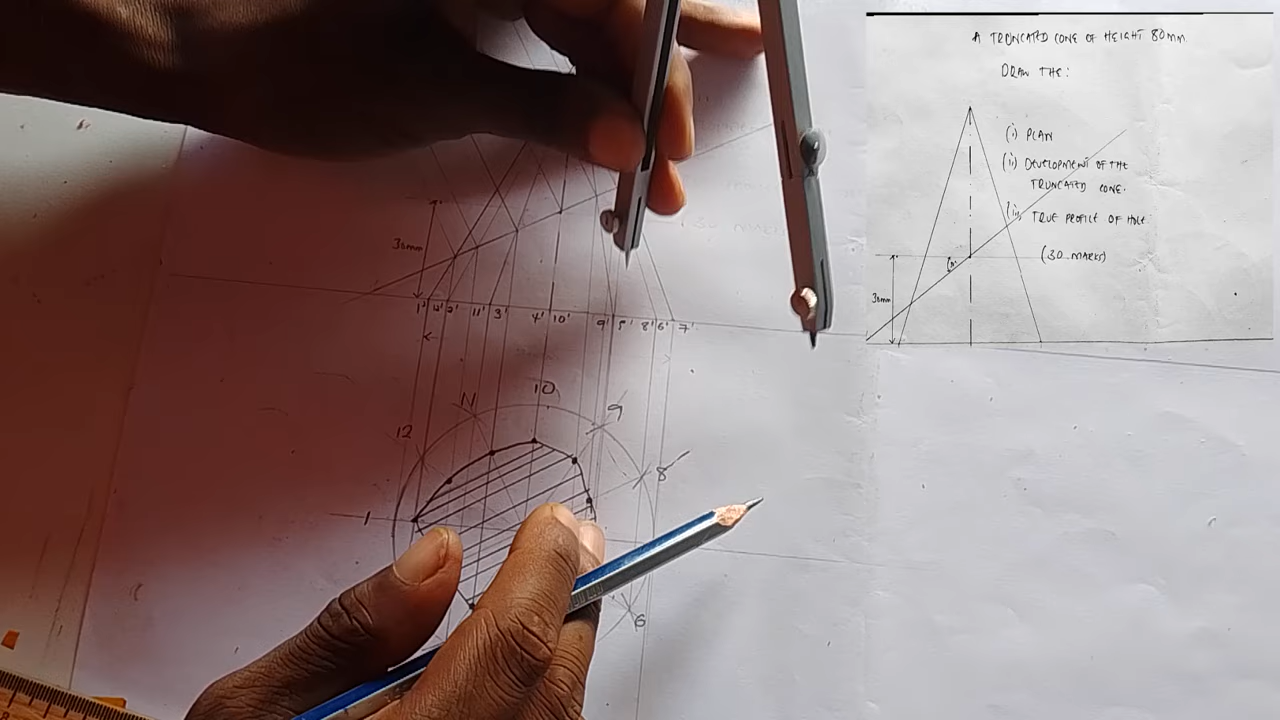 A TRUNCATED CONE OF HEIGHT 80mm.
DRAW THE:
(i) PLAN
(ii) DEVELOPMENT OF THE
TRUNCATED CONE.
TRUE PROFILE OF HOLE
(30 MARKS)
30mm
30mm
1' 2' 11' 3' 4' 10' 9' 5' 8' 6' 7'
10
11 9
12
8
1
6